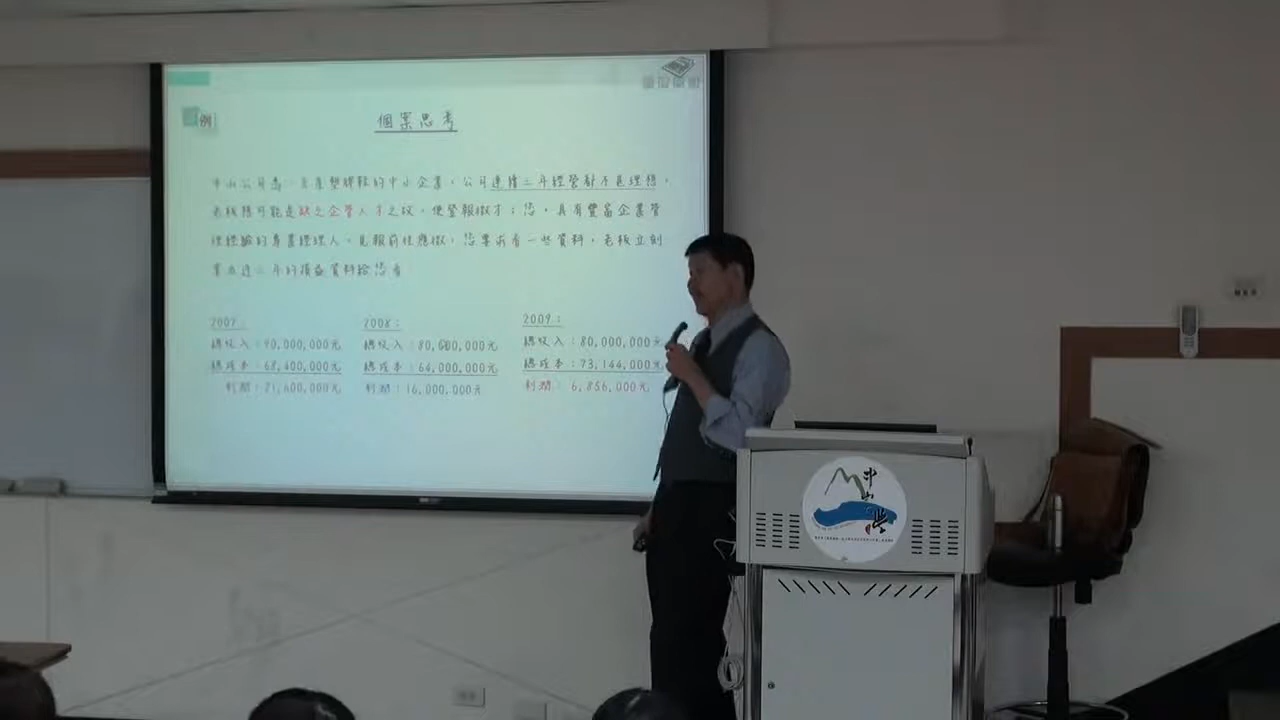 例
個案思考
中山公司為一生產塑膠鞋的中小企業，公司連續三年經營都不甚理想，
老板想可能是缺乏企管人才之故，便登報徵才；您，具有豐富企業管
理經驗的專業經理人，見報前往應徵，您要求看一些資料，老板立刻
拿出近三年的損益資料給您看
2007： 2008： 2009：
總收入：90,000,000元 總收入：80,000,000元 總收入：80,000,000元
總成本：68,400,000元 總成本：64,000,000元 總成本：73,144,000元
利潤：21,600,000元 利潤：16,000,000元 利潤：6,856,000元
中山學